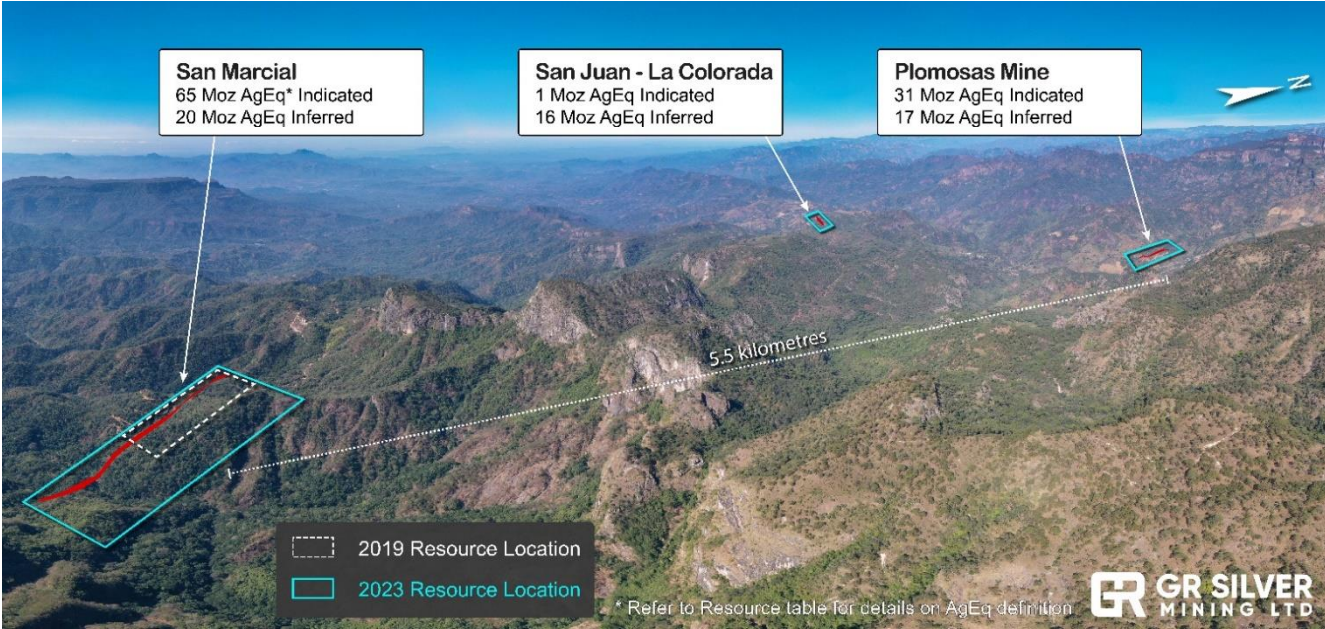 San Marcial
65 Moz AgEq* Indicated
20 Moz AgEq Inferred
San Juan - La Colorada
1 Moz AgEq Indicated
16 Moz AgEq Inferred
Plomosas Mine
31 Moz AgEq Indicated
17 Moz AgEq Inferred
N
5.5 kilometres
2019 Resource Location
2023 Resource Location
* Refer to Resource table for details on AgEq definition
GR
GR SILVER
MINING LTD